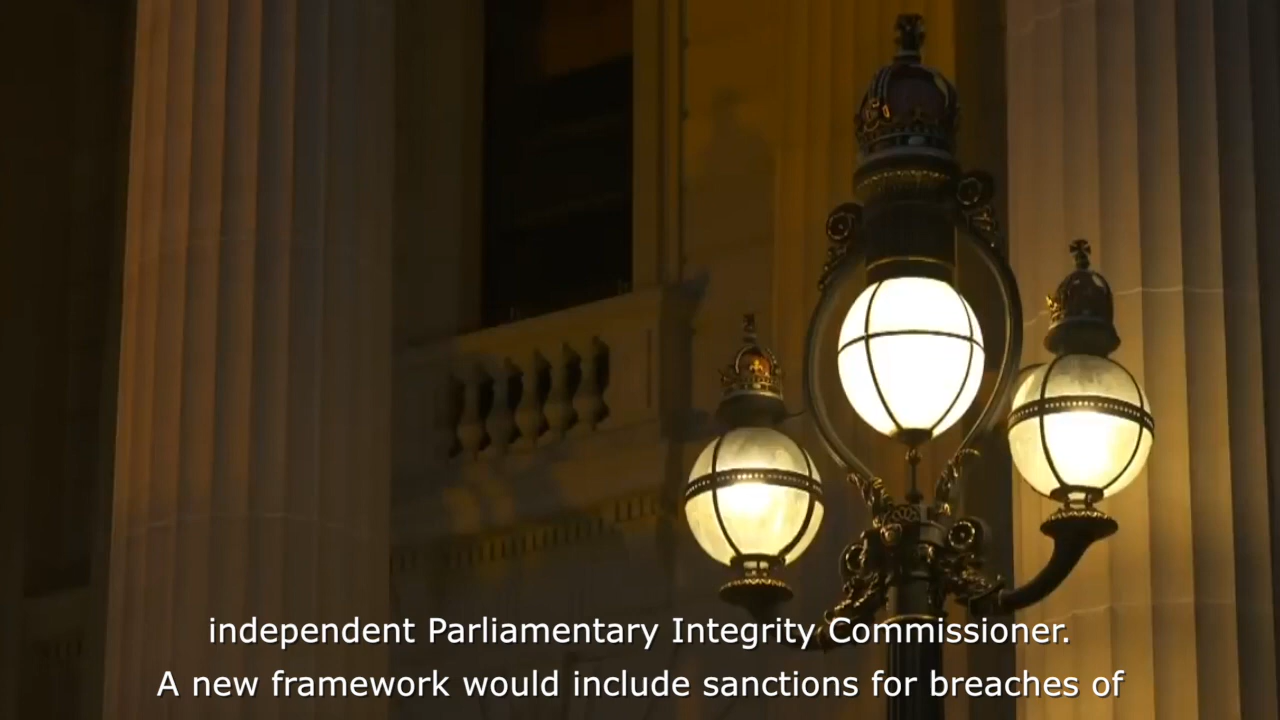 independent Parliamentary Integrity Commissioner.
A new framework would include sanctions for breaches of